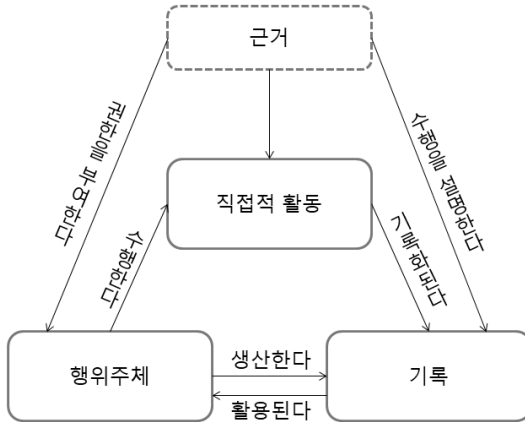 근거
권한을 부여한다
수행을 설명한다
직접적 활동
수행한다
기록화된다
행위주체
생산한다
활용된다
기록